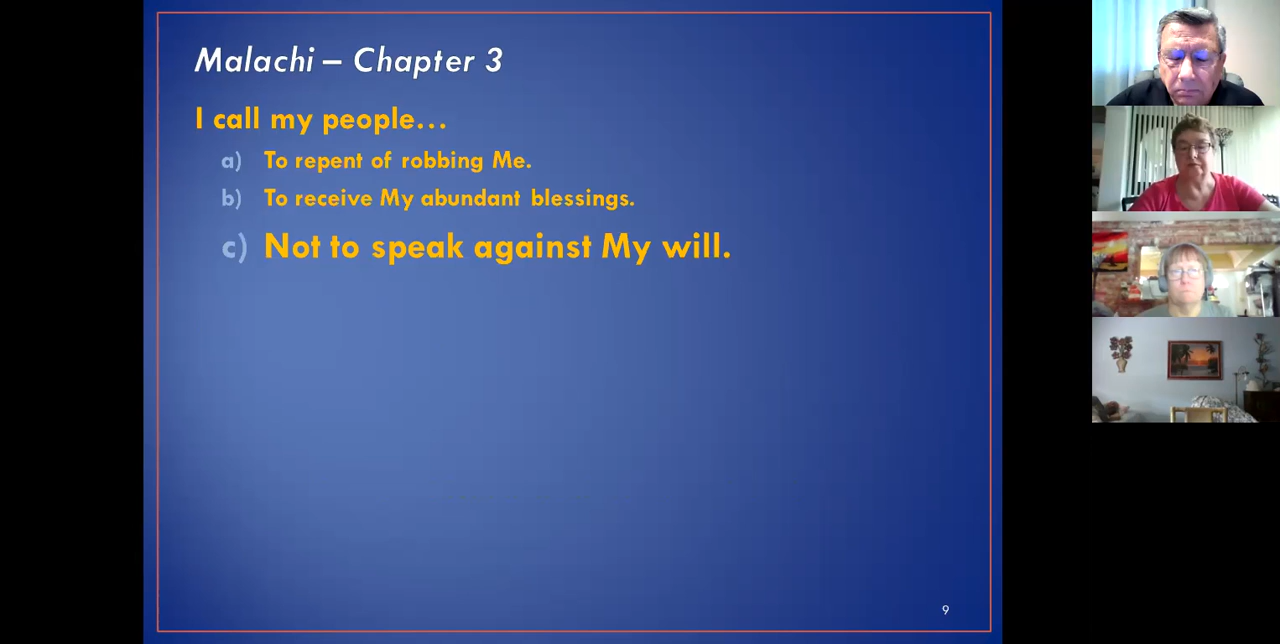 Malachi – Chapter 3
I call my people...
a) To repent of robbing Me.
b) To receive My abundant blessings.
c) Not to speak against My will.
9